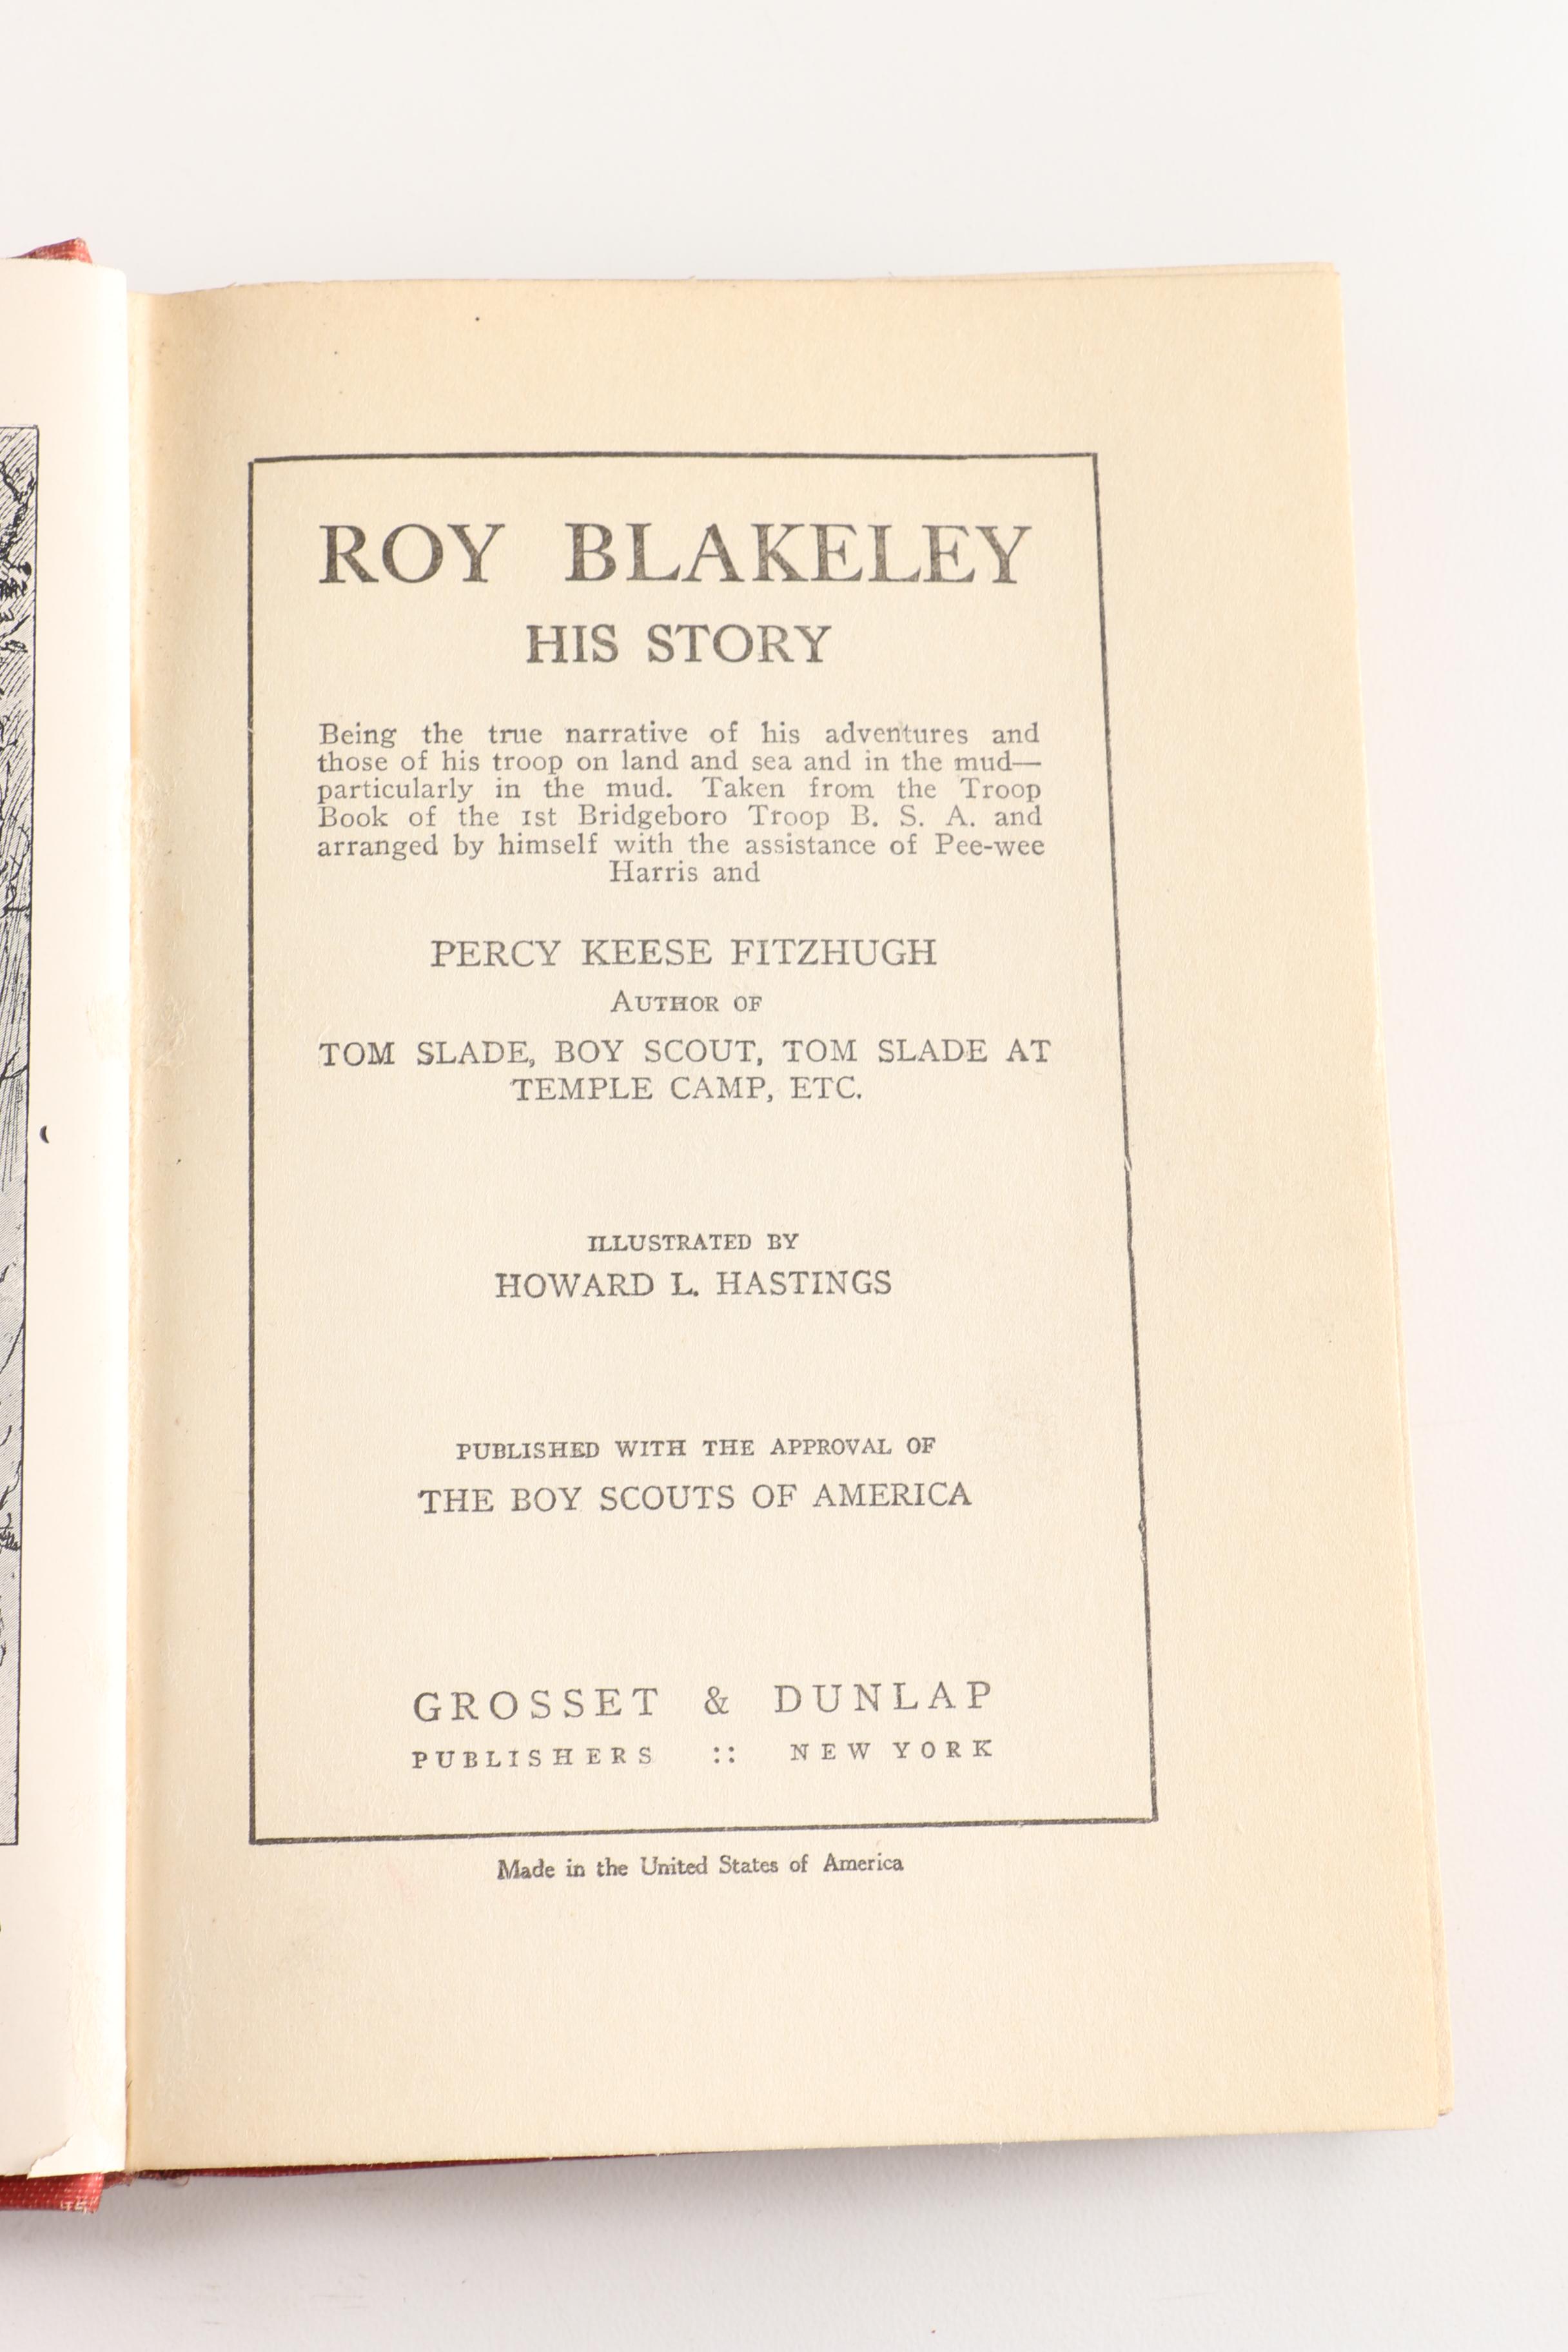 ROY BLAKELEY
HIS STORY
Being the true narrative of his adventures and
those of his troop on land and sea and in the mud—
particularly in the mud. Taken from the Troop
Book of the 1st Bridgeboro Troop B. S. A. and
arranged by himself with the assistance of Pee-wee
Harris and
PERCY KEESE FITZHUGH
AUTHOR OF
TOM SLADE, BOY SCOUT, TOM SLADE AT
TEMPLE CAMP, ETC.
ILLUSTRATED BY
HOWARD L. HASTINGS
PUBLISHED WITH THE APPROVAL OF
THE BOY SCOUTS OF AMERICA
GROSSET & DUNLAP
PUBLISHERS :: NEW YORK
Made in the United States of America